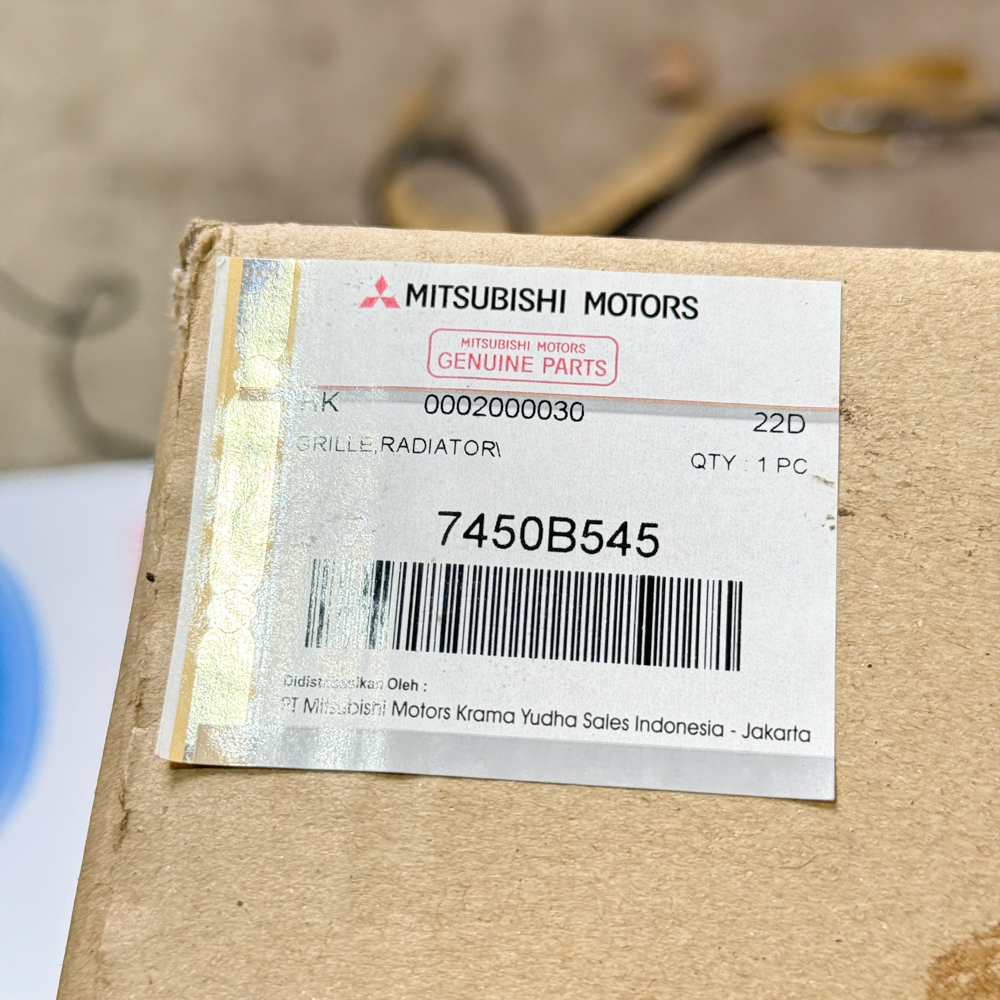 MITSUBISHI MOTORS
MITSUBISHI MOTORS
GENUINE PARTS
0002000030 22D
GRILLE,RADIATOR\
QTY : 1 PC
7450B545
Didistribusikan Oleh :
PT Mitsubishi Motors Krama Yudha Sales Indonesia - Jakarta